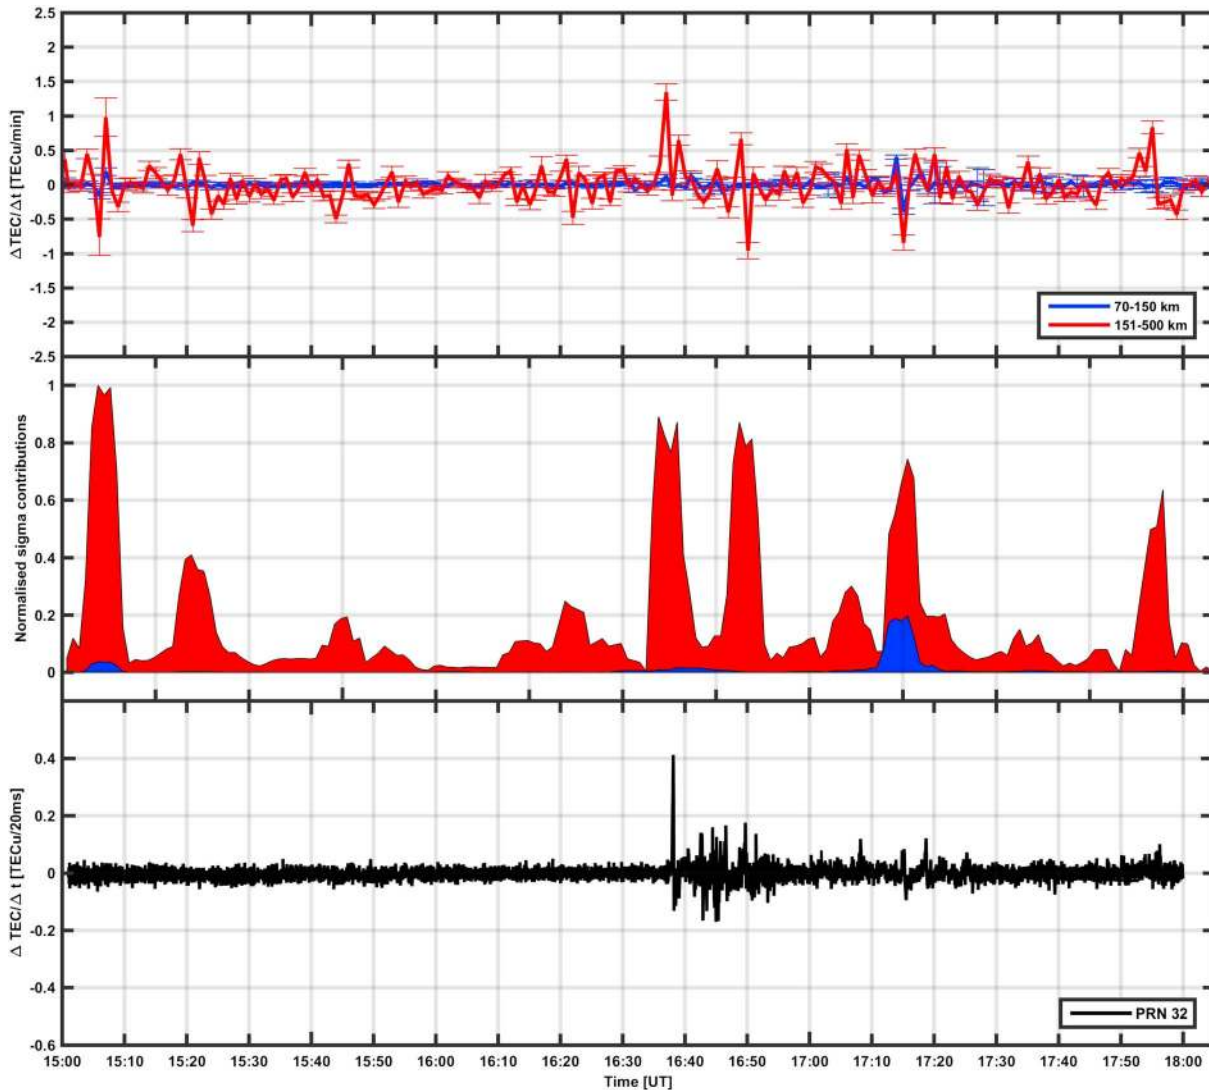 2.5
2
1.5
1
0.5
0
-0.5
-1
-1.5
-2
-2.5
Δ TEC/ Δt [TECu/min]
70-150 km
151-500 km
1
0.8
0.6
0.4
0.2
0
Normalised sigma contributions
0.4
0.2
0
-0.2
-0.4
-0.6
Δ TEC/Δ t [TECu/20ms]
PRN 32
15:00 15:10 15:20 15:30 15:40 15:50 16:00 16:10 16:20 16:30 16:40 16:50 17:00 17:10 17:20 17:30 17:40 17:50 18:00
Time [UT]